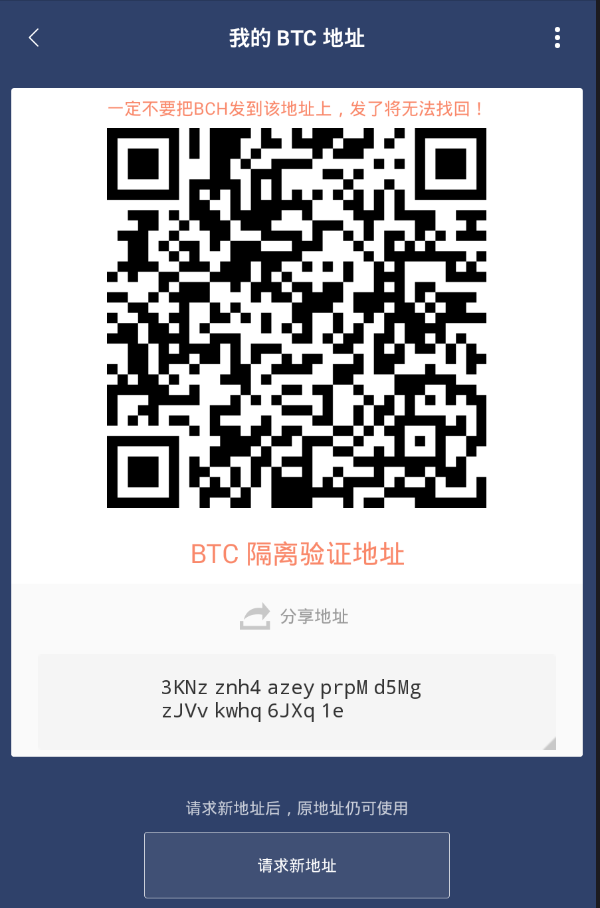 我的 BTC 地址
一定不要把BCH发到该地址上，发了将无法找回！
BTC 隔离验证地址
分享地址
3KNz znh4 azey prpM d5Mg
zJVv kwhq 6JXq 1e
请求新地址后，原地址仍可使用
请求新地址